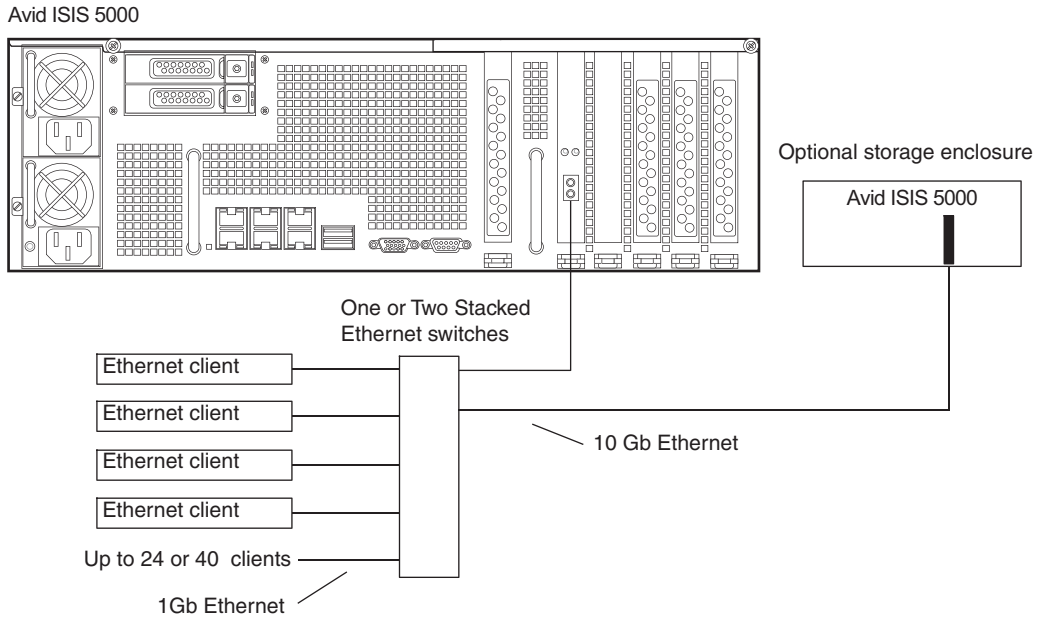 Avid ISIS 5000
Optional storage enclosure
Avid ISIS 5000
One or Two Stacked
Ethernet switches
Ethernet client
Ethernet client
Ethernet client
Ethernet client
10 Gb Ethernet
Up to 24 or 40 clients
1Gb Ethernet